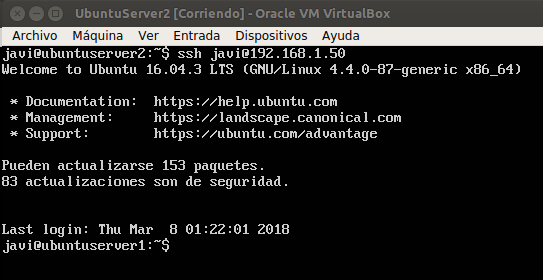 UbuntuServer2 [Corriendo] - Oracle VM VirtualBox
Archivo Máquina Ver Entrada Dispositivos Ayuda
javi@ubuntuserver2:~$ ssh javi@192.168.1.50
Welcome to Ubuntu 16.04.3 LTS (GNU/Linux 4.4.0-87-generic x86_64)
* Documentation: https://help.ubuntu.com
* Management: https://landscape.canonical.com
* Support: https://ubuntu.com/advantage
Pueden actualizarse 153 paquetes.
83 actualizaciones son de seguridad.
Last login: Thu Mar 8 01:22:01 2018
javi@ubuntuserver1:~$